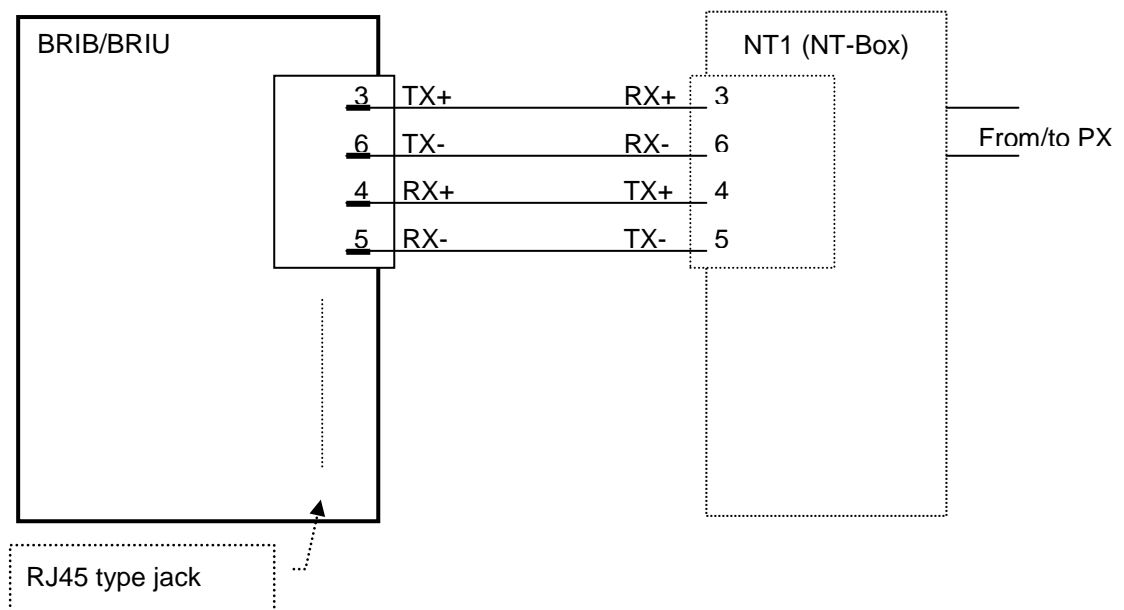 BRIB/BRIU
NT1 (NT-Box)
3 TX+ RX+ 3
6 TX- RX- 6
From/to PX
4 RX+ TX+ 4
5 RX- TX- 5
RJ45 type jack